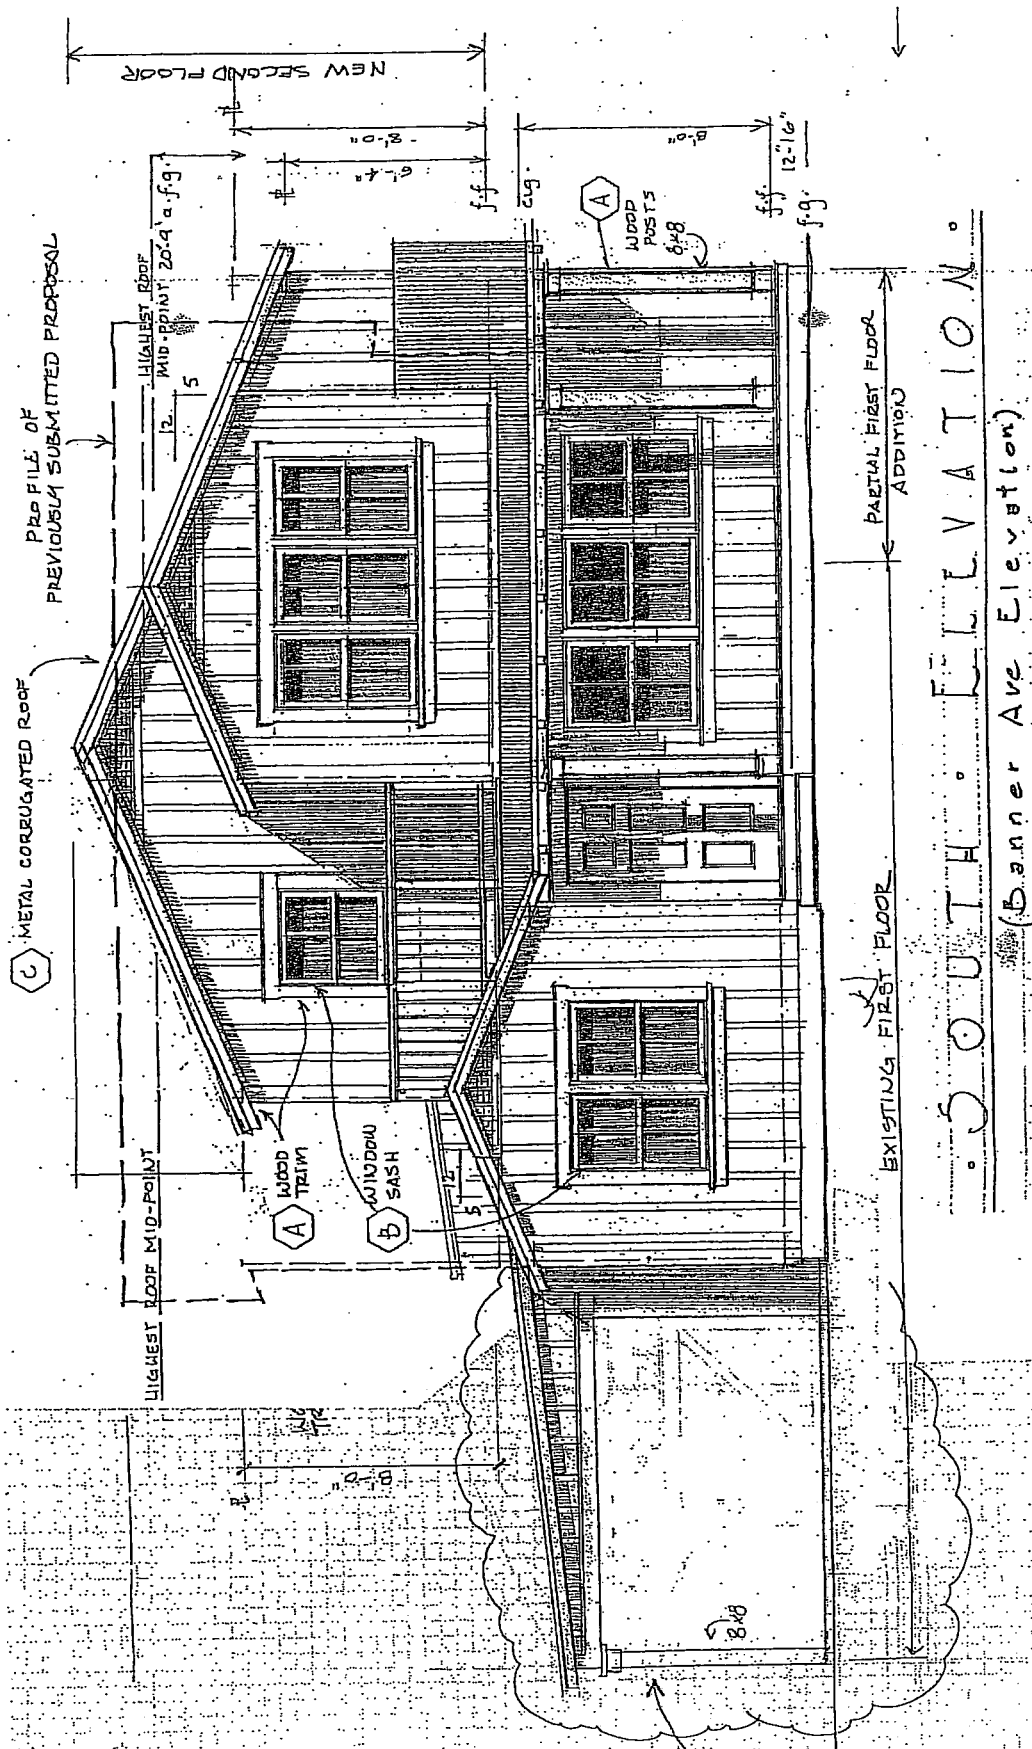 PROFILE OF
PREVIOUSLY SUBMITTED PROPOSAL
C METAL CORRUGATED ROOF
NEW SECOND FLOOR
HIGHEST ROOF
MID-POINT 20'-9" a.f.g.
12
5
HIGHEST ROOF MID-POINT
8'-0"
6'-4"
f.f.
clg.
8'-0"
f.f.
12"-16"
f.g.
A
WOOD
TRIM
B
WINDOW
SASH
12
5
A
WOOD
POSTS
8x8
8'-0"
8x8
EXISTING FIRST FLOOR
PARTIAL FIRST FLOOR
ADDITION
SOUTH · ELEVATION ·
(Banner Ave Elevation)